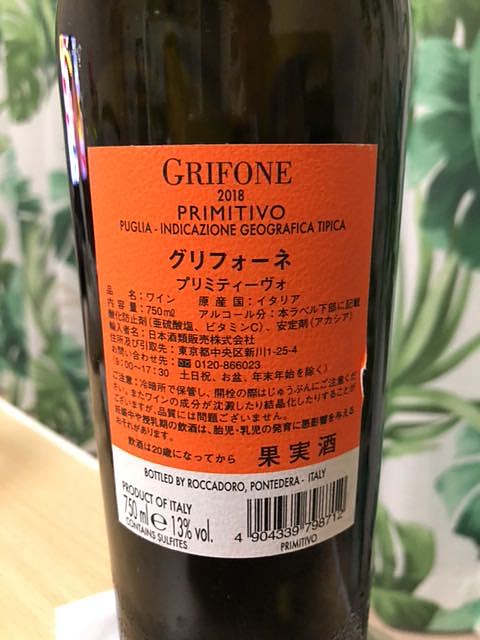 GRIFONE
2018
PRIMITIVO
PUGLIA - INDICAZIONE GEOGRAFICA TIPICA
グリフォーネ
プリミティーヴォ
品 名：ワイン 原 産 国：イタリア
内 容 量：750mℓ アルコール分：本ラベル下部に記載
酸化防止剤（亜硫酸塩、ビタミンC）、安定剤（アカシア）
輸入者名：日本酒類販売株式会社
住所及び引取先：東京都中央区新川1-25-4
お問い合わせ先： 0120-866023
9:00〜17:30 土日祝、お盆、年末年始を除く）
ご注意：冷暗所で保管し、開栓の際はじゅうぶんにご注意くだ
さい。またワインの成分が沈澱したり結晶化したりすることが
ございますが、品質には問題ございません。
妊娠中や授乳期の飲酒は、胎児・乳児の発育に悪影響を与える
おそれがあります。
飲酒は20歳になってから 果実酒
BOTTLED BY ROCCADORO, PONTEDERA - ITALY
PRODUCT OF ITALY
750 ml ℮ 13% vol.
CONTAINS SULFITES
4 904339 798712
PRIMITIVO